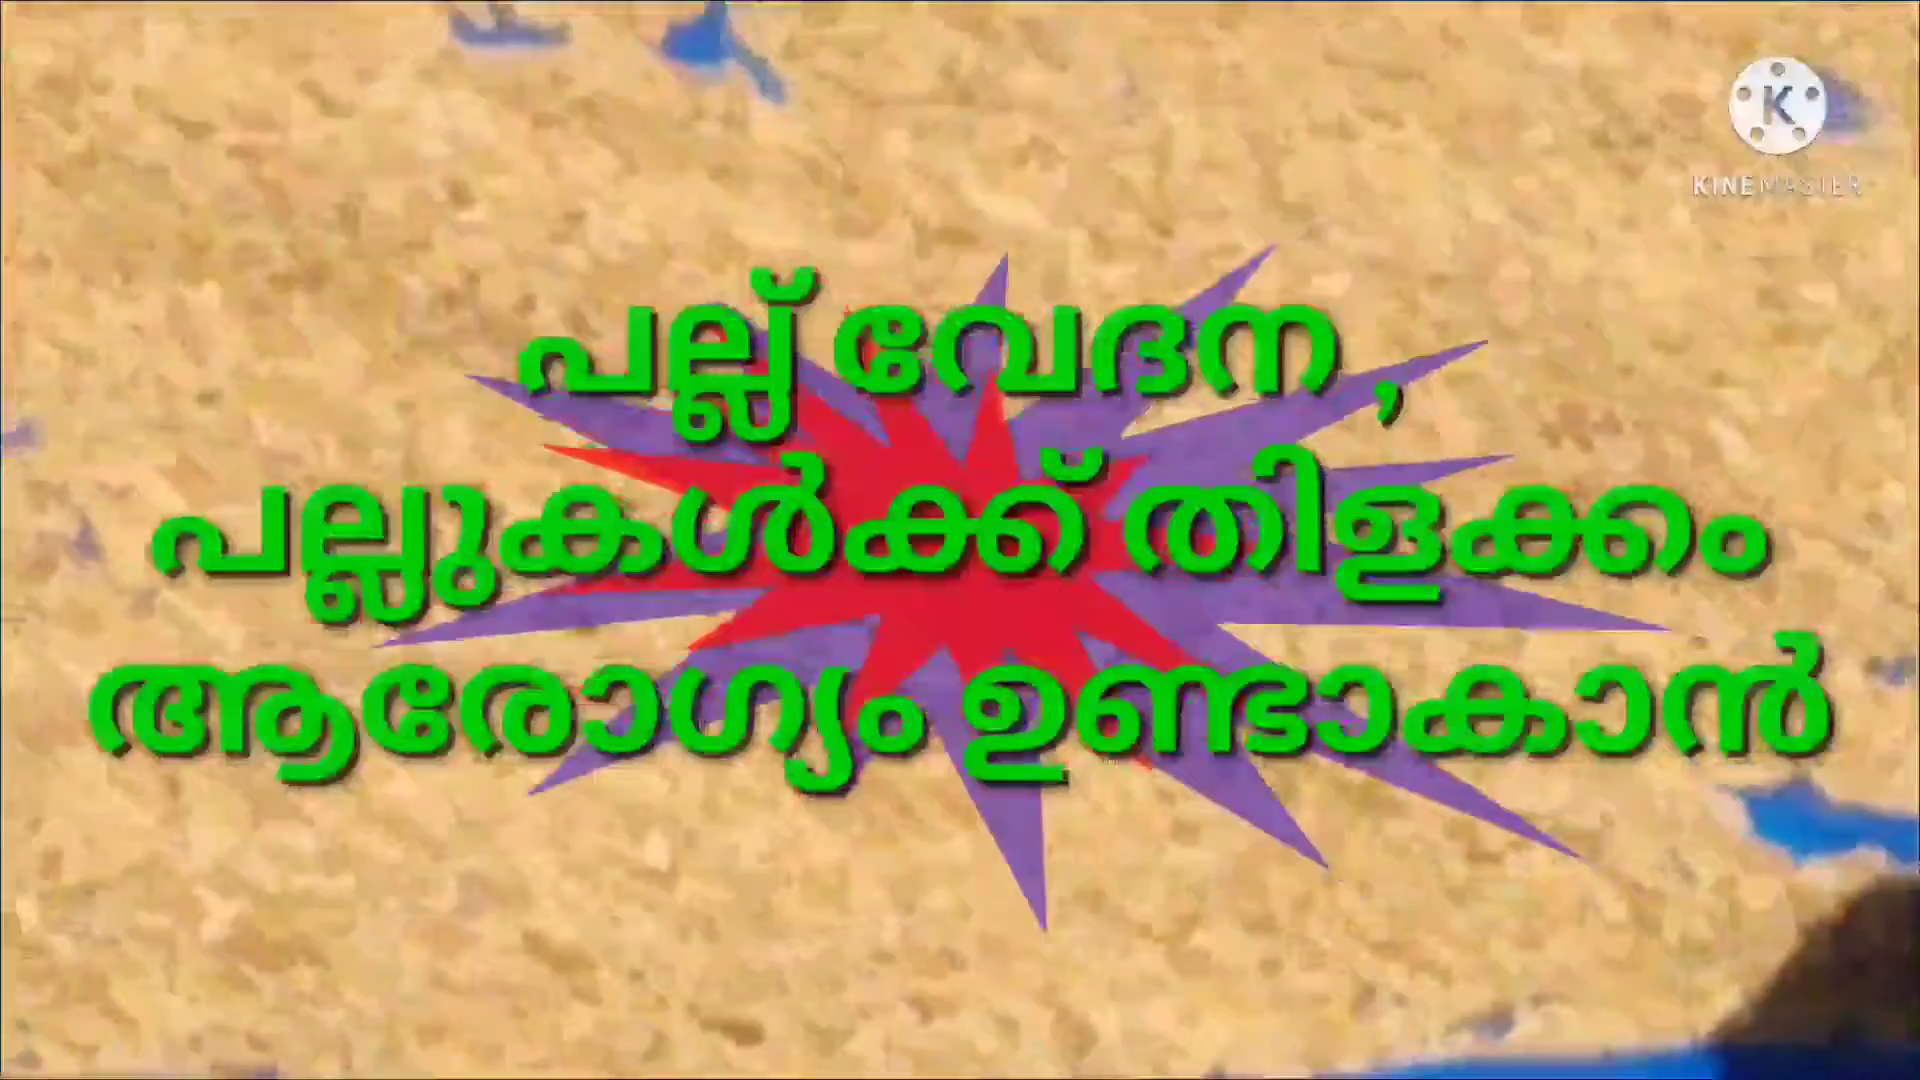 KINEMASTER
പല്ല് വേദന ,
പല്ലുകൾക്ക് തിളക്കം
ആരോഗ്യം ഉണ്ടാകാൻ